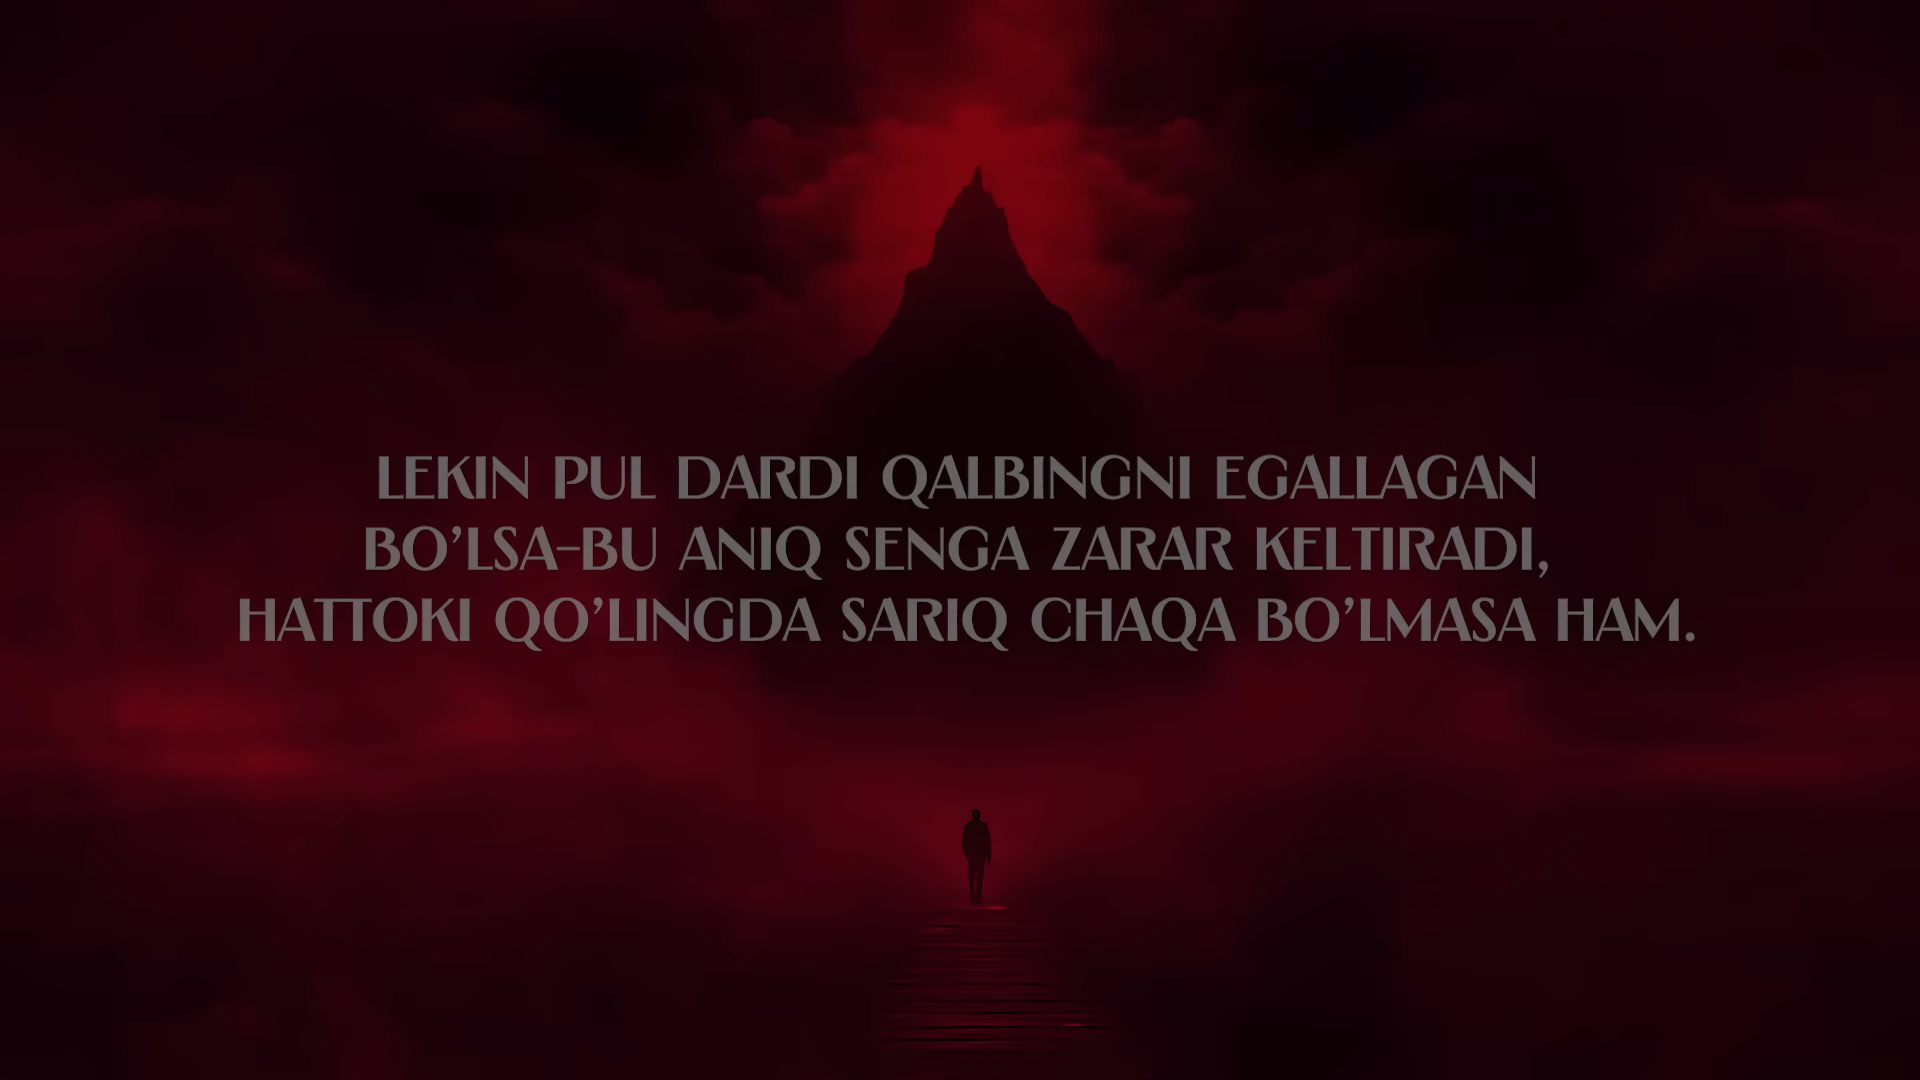 LEKIN PUL DARDI QALBINGNI EGALLAGAN
BO’LSA-BU ANIQ SENGA ZARAR KELTIRADI,
HATTOKI QO’LINGDA SARIQ CHAQA BO’LMASA HAM.